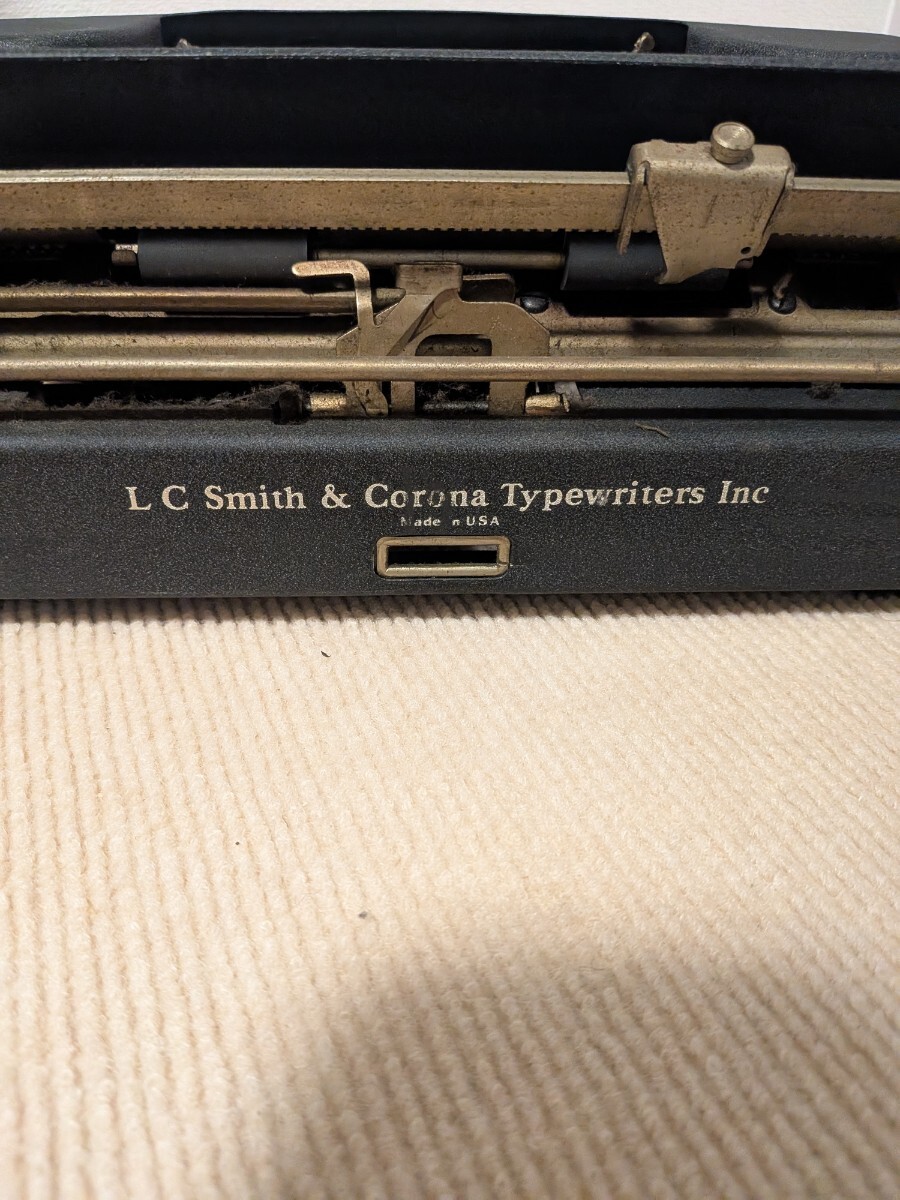 L C Smith & Corona Typewriters Inc
Made in USA